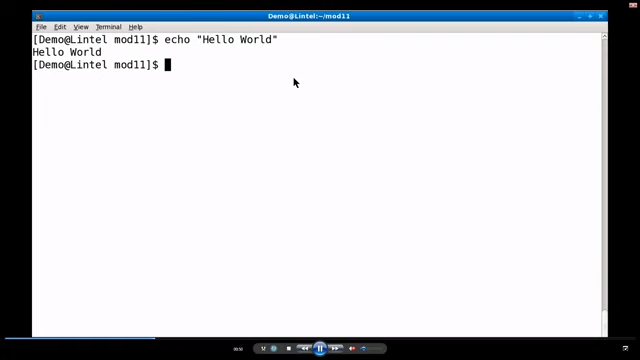 Demo@Lintel:~/mod11
File Edit View Terminal Help
[Demo@Lintel mod11]$ echo "Hello World"
Hello World
[Demo@Lintel mod11]$